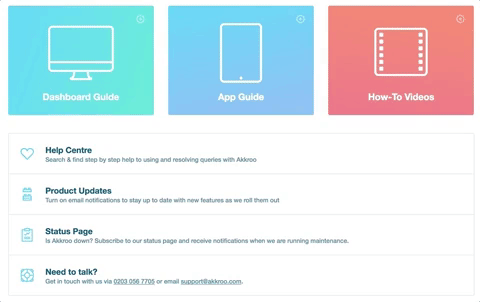 Dashboard Guide
App Guide
How-To Videos
Help Centre
Search & find step by step help to using and resolving queries with Akkroo
Product Updates
Turn on email notifications to stay up to date with new features as we roll them out
Status Page
Is Akkroo down? Subscribe to our status page and receive notifications when we are running maintenance.
Need to talk?
Get in touch with us via 0203 056 7705 or email support@akkroo.com.